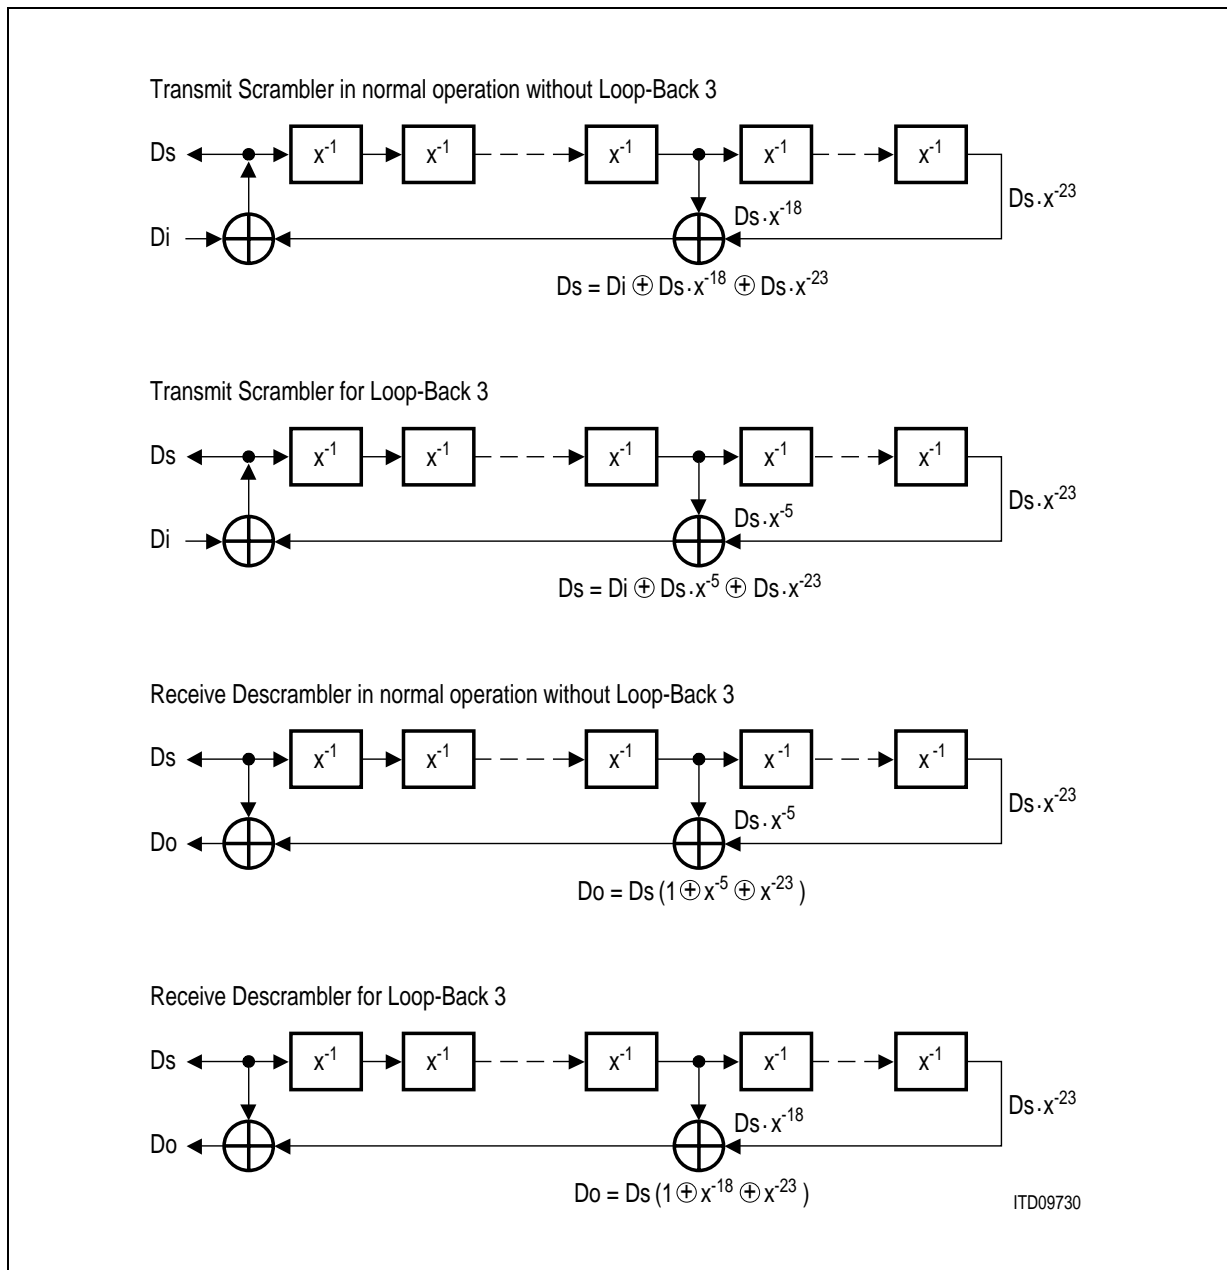 Transmit Scrambler in normal operation without Loop-Back 3
Ds x⁻¹ x⁻¹ x⁻¹ x⁻¹ x⁻¹
Ds·x⁻²³
Ds·x⁻¹⁸
Di
Ds = Di ⊕ Ds·x⁻¹⁸ ⊕ Ds·x⁻²³
Transmit Scrambler for Loop-Back 3
Ds x⁻¹ x⁻¹ x⁻¹ x⁻¹ x⁻¹
Ds·x⁻²³
Ds·x⁻⁵
Di
Ds = Di ⊕ Ds·x⁻⁵ ⊕ Ds·x⁻²³
Receive Descrambler in normal operation without Loop-Back 3
Ds x⁻¹ x⁻¹ x⁻¹ x⁻¹ x⁻¹
Ds·x⁻²³
Ds·x⁻⁵
Do
Do = Ds (1 ⊕ x⁻⁵ ⊕ x⁻²³ )
Receive Descrambler for Loop-Back 3
Ds x⁻¹ x⁻¹ x⁻¹ x⁻¹ x⁻¹
Ds·x⁻²³
Ds·x⁻¹⁸
Do
Do = Ds (1 ⊕ x⁻¹⁸ ⊕ x⁻²³ )
ITD09730